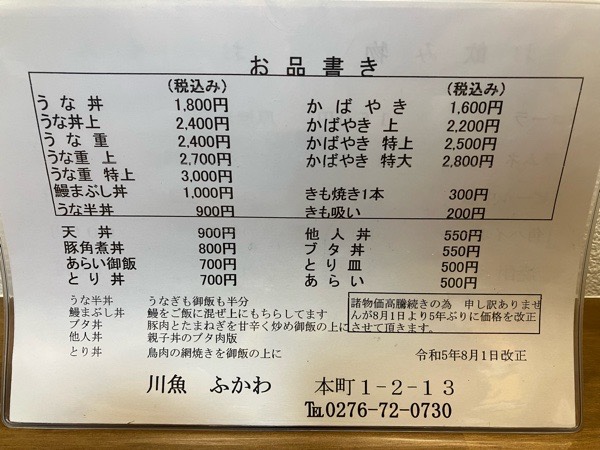 お品書き
(税込み) (税込み)
うな丼 1,800円 かばやき 1,600円
うな丼上 2,400円 かばやき 上 2,200円
うな重 2,400円 かばやき 特上 2,500円
うな重 上 2,700円 かばやき 特大 2,800円
うな重 特上 3,000円
鰻まぶし丼 1,000円 きも焼き1本 300円
うな半丼 900円 きも吸い 200円
天丼 900円 他人丼 550円
豚角煮丼 800円 ブタ丼 550円
あらい御飯 700円 とり皿 500円
とり丼 700円 あらい 500円
うな半丼 うなぎも御飯も半分
鰻まぶし丼 鰻をご飯に混ぜ上にもちらしてます
ブタ丼 豚肉とたまねぎを甘辛く炒め御飯の上に
他人丼 親子丼のブタ肉版
とり丼 鳥肉の網焼きを御飯の上に
諸物価高騰続きの為 申し訳ありませ
んが8月1日より5年ぶりに価格を改正
させて頂きます。
令和5年8月1日改正
川魚 ふかわ 本町1-2-13
℡0276-72-0730